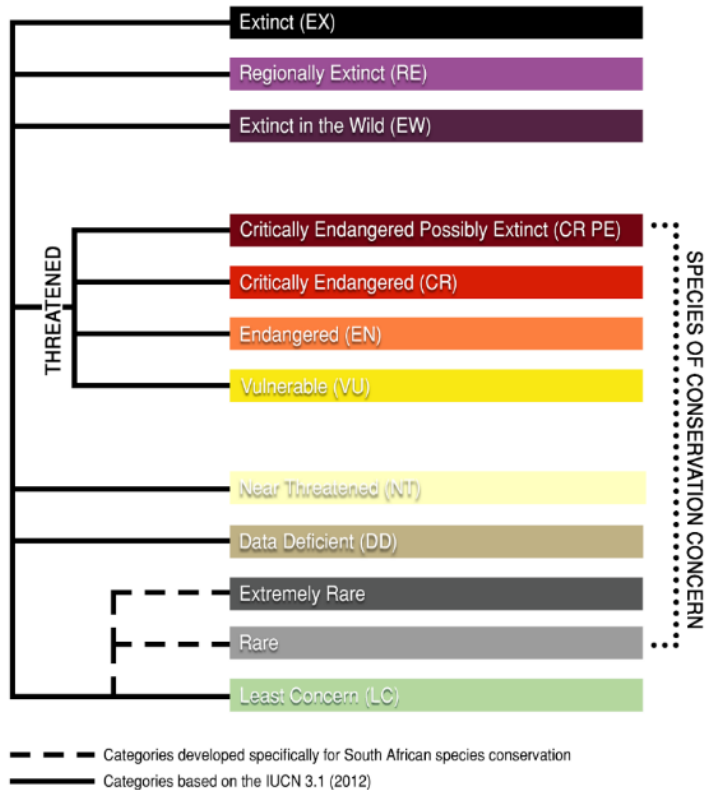 Extinct (EX)
Regionally Extinct (RE)
Extinct in the Wild (EW)
THREATENED
Critically Endangered Possibly Extinct (CR PE)
Critically Endangered (CR)
Endangered (EN)
Vulnerable (VU)
SPECIES OF CONSERVATION CONCERN
Near Threatened (NT)
Data Deficient (DD)
Extremely Rare
Rare
Least Concern (LC)
Categories developed specifically for South African species conservation
Categories based on the IUCN 3.1 (2012)